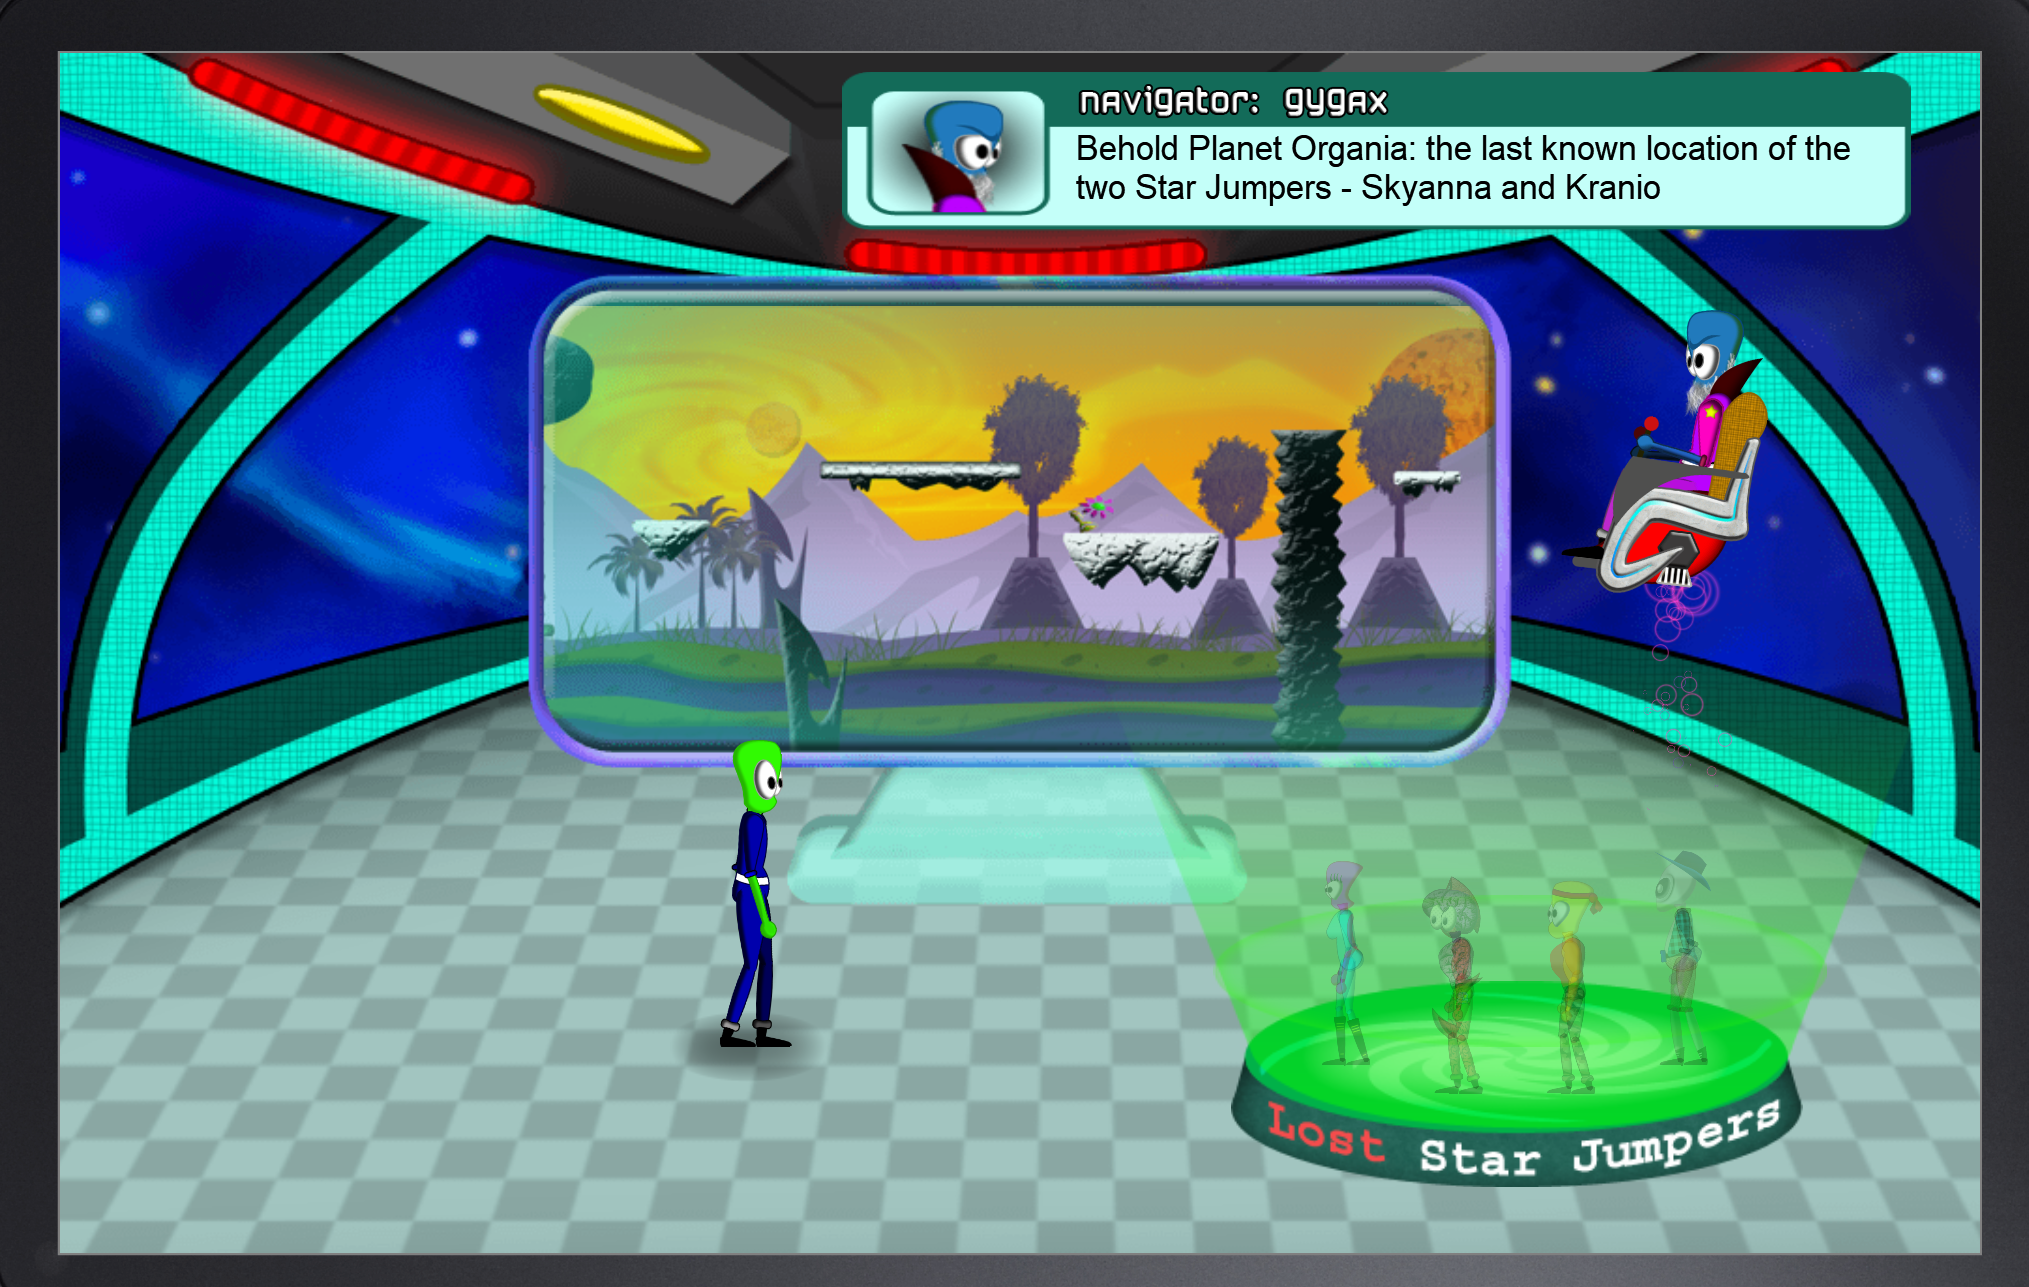 navigator: gygax
Behold Planet Organia: the last known location of the
two Star Jumpers - Skyanna and Kranio
Lost Star Jumpers